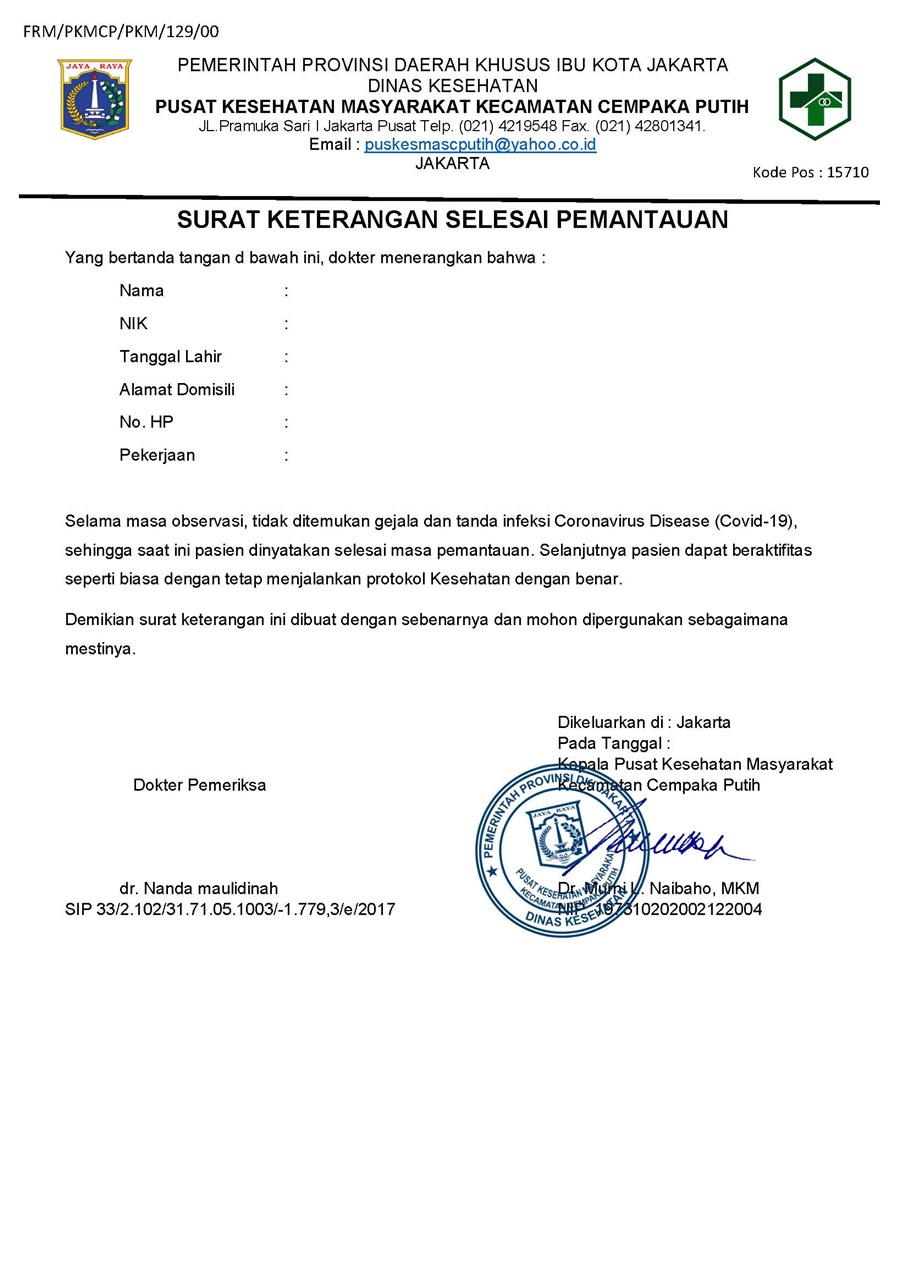 FRM/PKMCP/PKM/129/00
JAYA RAYA
PEMERINTAH PROVINSI DAERAH KHUSUS IBU KOTA JAKARTA
DINAS KESEHATAN
PUSAT KESEHATAN MASYARAKAT KECAMATAN CEMPAKA PUTIH
JL.Pramuka Sari I Jakarta Pusat Telp. (021) 4219548 Fax. (021) 42801341.
Email : puskesmascputih@yahoo.co.id
JAKARTA
Kode Pos : 15710
SURAT KETERANGAN SELESAI PEMANTAUAN
Yang bertanda tangan d bawah ini, dokter menerangkan bahwa :
Nama :
NIK :
Tanggal Lahir :
Alamat Domisili :
No. HP :
Pekerjaan :
Selama masa observasi, tidak ditemukan gejala dan tanda infeksi Coronavirus Disease (Covid-19),
sehingga saat ini pasien dinyatakan selesai masa pemantauan. Selanjutnya pasien dapat beraktifitas
seperti biasa dengan tetap menjalankan protokol Kesehatan dengan benar.
Demikian surat keterangan ini dibuat dengan sebenarnya dan mohon dipergunakan sebagaimana
mestinya.
Dikeluarkan di : Jakarta
Pada Tanggal :
Kepala Pusat Kesehatan Masyarakat
Dokter Pemeriksa Kecamatan Cempaka Putih
PEMERINTAH PROVINSI DKI JAKARTA
JAYA RAYA
PUSAT KESEHATAN MASYARAKAT
KECAMATAN CEMPAKA PUTIH
DINAS KESEHATAN
dr. Nanda maulidinah Dr. Murni L. Naibaho, MKM
SIP 33/2.102/31.71.05.1003/-1.779,3/e/2017 NIP. 197310202002122004